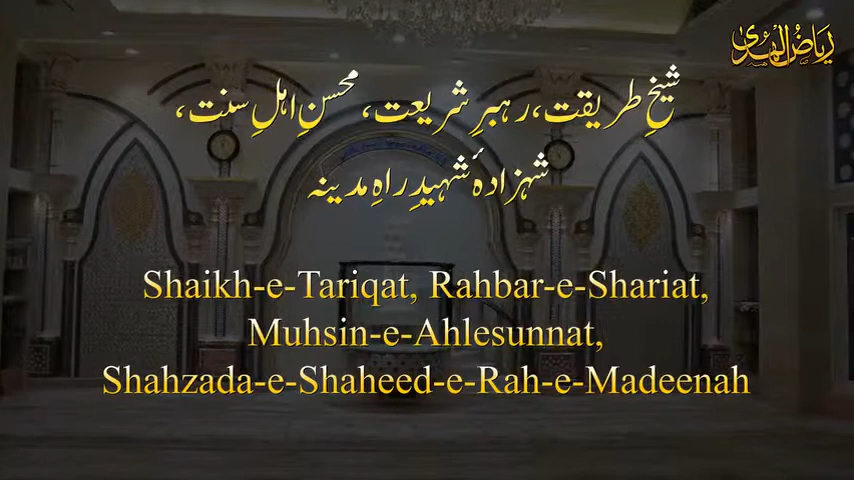 ریاضُ الہدیٰ
شیخِ طریقت، رہبرِ شریعت، محسنِ اہلِ سنت،
شہزادۂ شہیدِ راہِ مدینہ
Shaikh-e-Tariqat, Rahbar-e-Shariat,
Muhsin-e-Ahlesunnat,
Shahzada-e-Shaheed-e-Rah-e-Madeenah